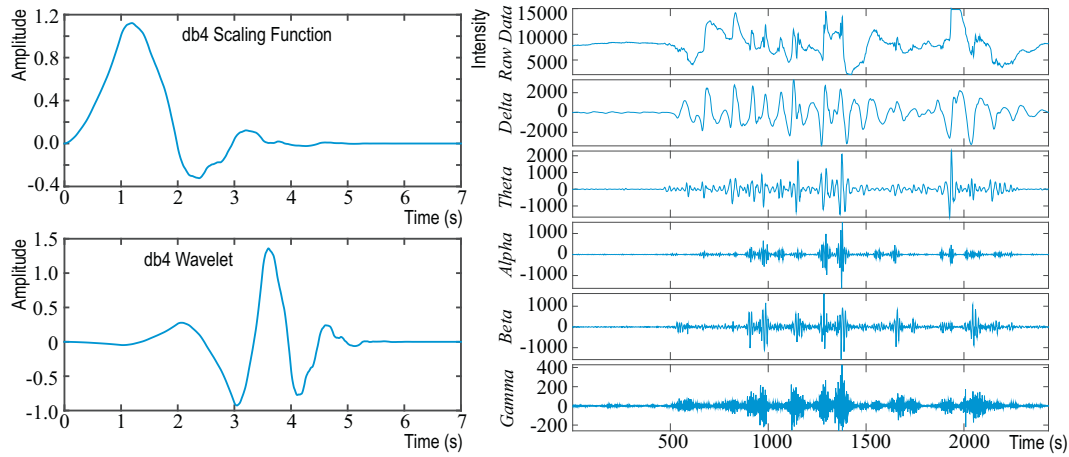 Amplitude
db4 Scaling Function
1.2
0.8
0.4
0.0
-0.4
0 1 2 3 4 5 6 7
Time (s)
Amplitude
db4 Wavelet
1.5
1.0
0.5
0
-0.5
-1.0
0 1 2 3 4 5 6 7
Time (s)
Intensity
Raw Data
15000
10000
5000
Delta
2000
0
-2000
Theta
2000
1000
0
-1000
Alpha
1000
0
-1000
Beta
1000
0
-1000
Gamma
400
200
0
-200
500 1000 1500 2000 Time (s)